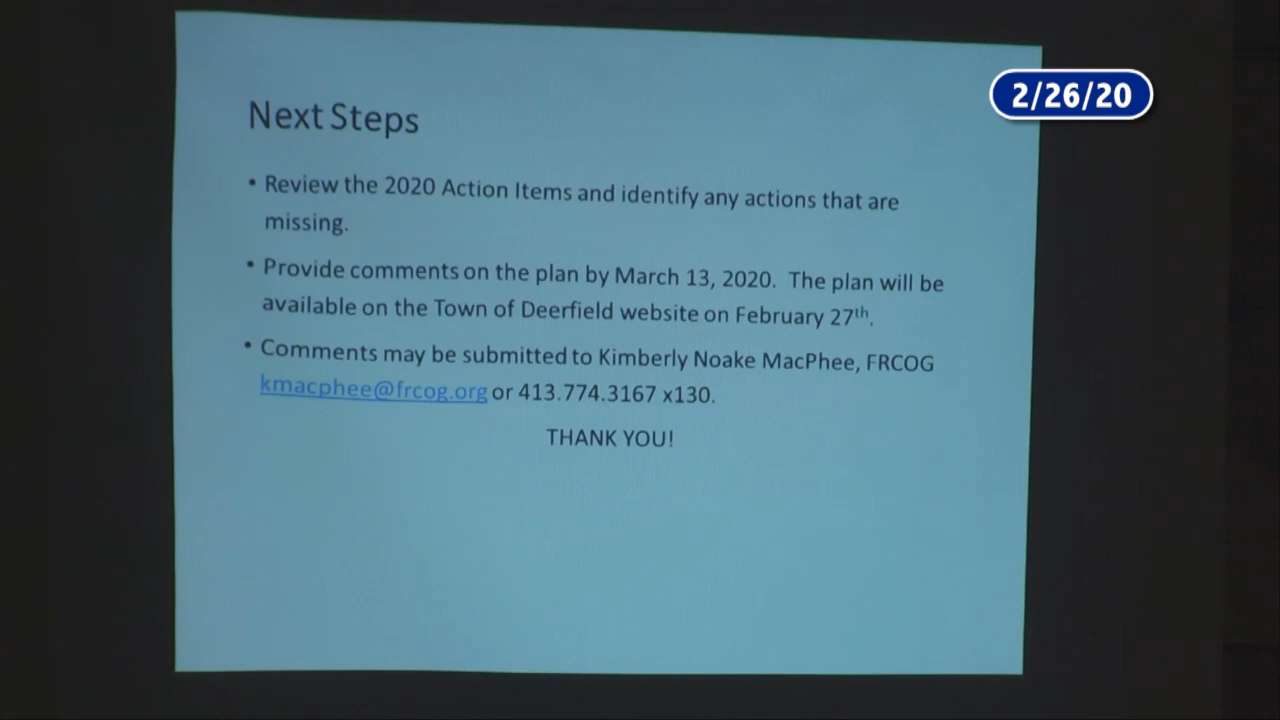 2/26/20
Next Steps
• Review the 2020 Action Items and identify any actions that are
missing.
• Provide comments on the plan by March 13, 2020. The plan will be
available on the Town of Deerfield website on February 27th.
• Comments may be submitted to Kimberly Noake MacPhee, FRCOG
kmacphee@frcog.org or 413.774.3167 x130.
THANK YOU!